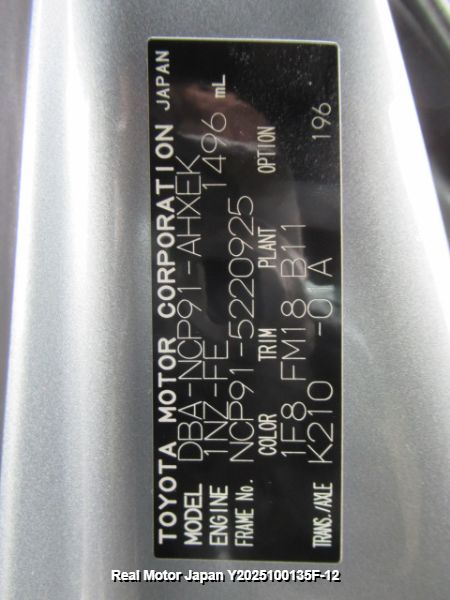 TOYOTA MOTOR CORPORATION JAPAN
MODEL DBA-NCP91-AHXEK
ENGINE 1NZ-FE 1496 mL
FRAME No. NCP91-5220925
COLOR TRIM PLANT OPTION
1F8 FM18 B11 196
TRANS./AXLE K210 -01A
Real Motor Japan Y2025100135F-12